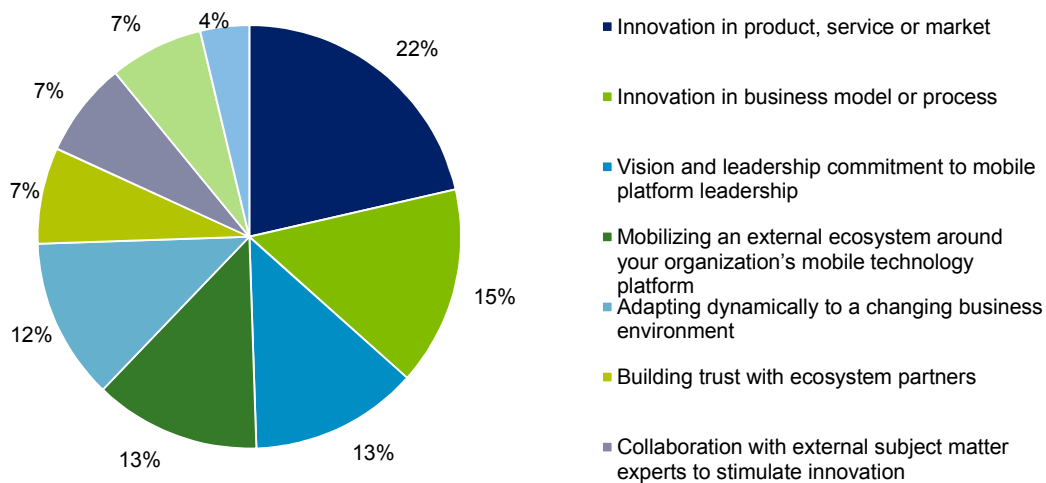 4%
7%
22%
7%
7%
15%
12%
13%
13%
Innovation in product, service or market
Innovation in business model or process
Vision and leadership commitment to mobile
platform leadership
Mobilizing an external ecosystem around
your organization’s mobile technology
platform
Adapting dynamically to a changing business
environment
Building trust with ecosystem partners
Collaboration with external subject matter
experts to stimulate innovation